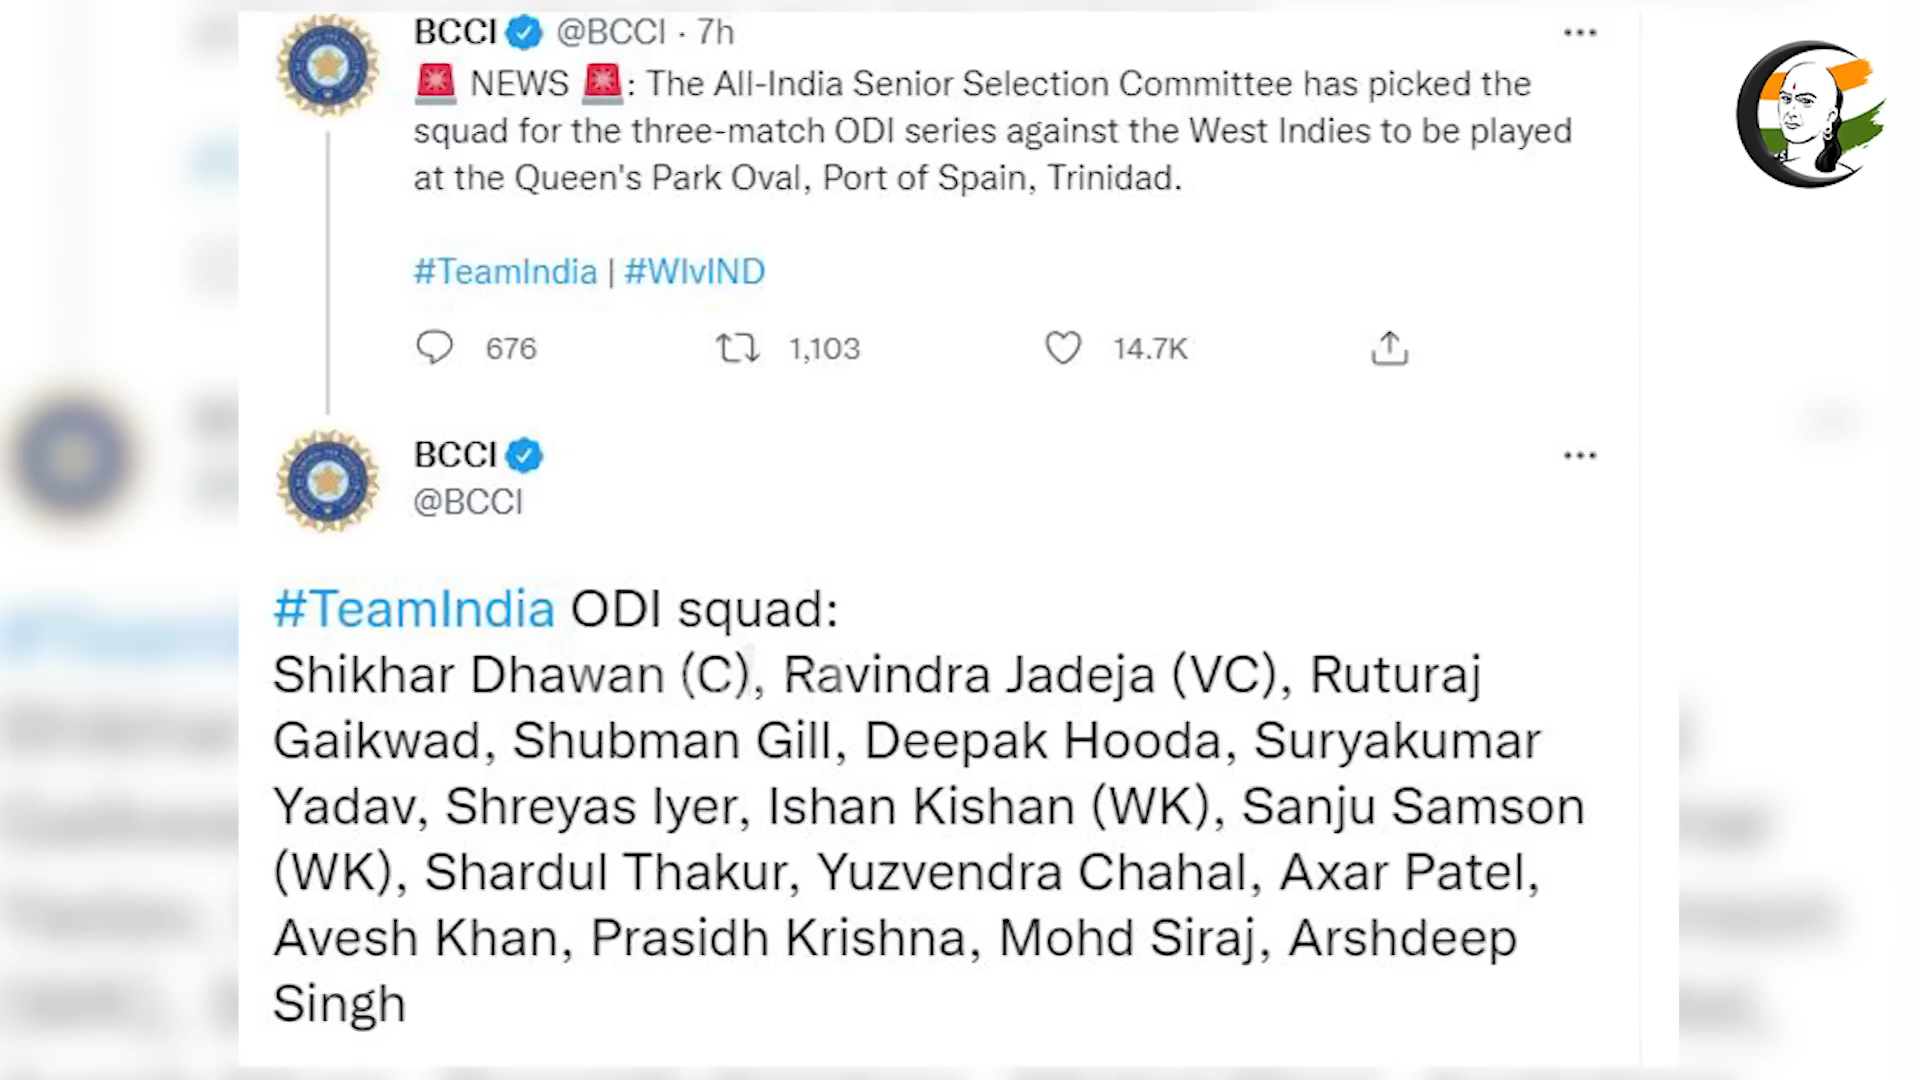 BCCI @BCCI · 7h
🚨 NEWS 🚨: The All-India Senior Selection Committee has picked the
squad for the three-match ODI series against the West Indies to be played
at the Queen's Park Oval, Port of Spain, Trinidad.
#TeamIndia | #WIvIND
676 1,103 14.7K
BCCI
@BCCI
#TeamIndia ODI squad:
Shikhar Dhawan (C), Ravindra Jadeja (VC), Ruturaj
Gaikwad, Shubman Gill, Deepak Hooda, Suryakumar
Yadav, Shreyas Iyer, Ishan Kishan (WK), Sanju Samson
(WK), Shardul Thakur, Yuzvendra Chahal, Axar Patel,
Avesh Khan, Prasidh Krishna, Mohd Siraj, Arshdeep
Singh